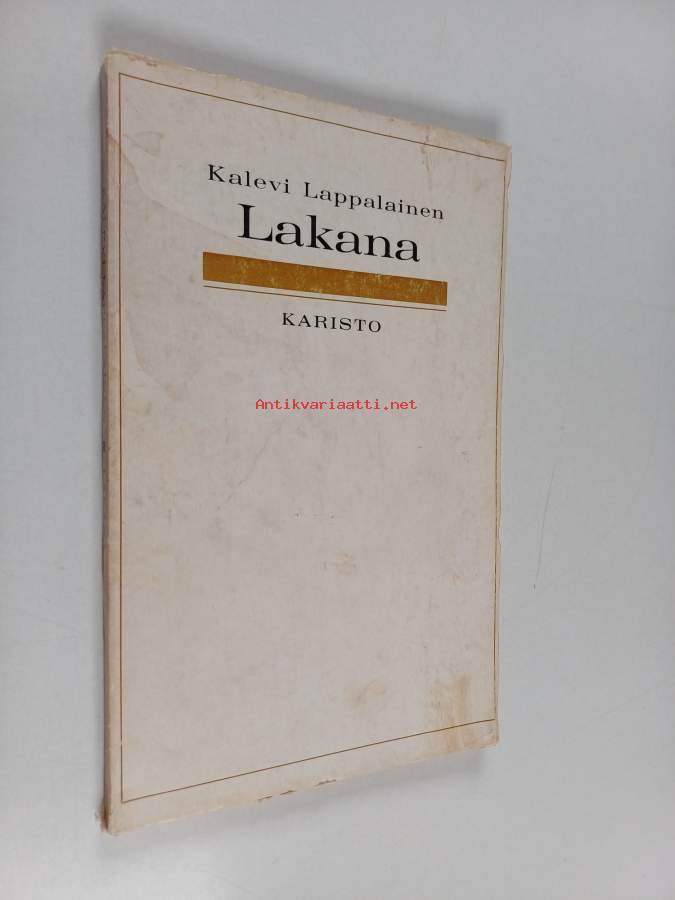 Kalevi Lappalainen
Lakana
KARISTO
Antikvariaatti.net